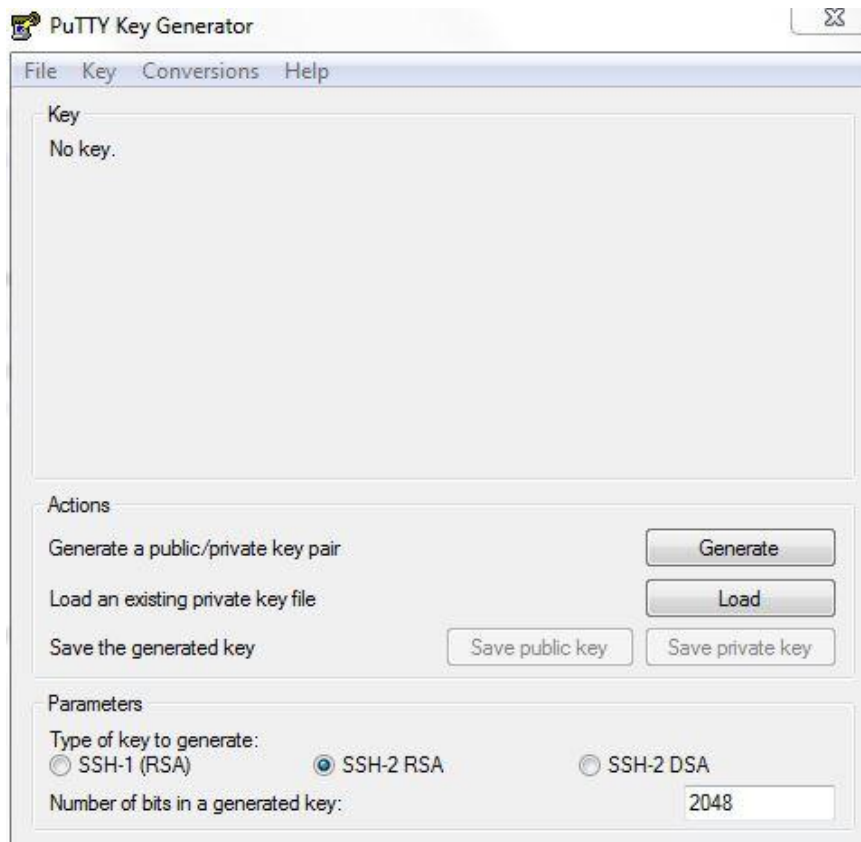 PuTTY Key Generator
File Key Conversions Help
Key
No key.
Actions
Generate a public/private key pair
Generate
Load an existing private key file
Load
Save the generated key
Save public key
Save private key
Parameters
Type of key to generate:
SSH-1 (RSA)
SSH-2 RSA
SSH-2 DSA
Number of bits in a generated key:
2048